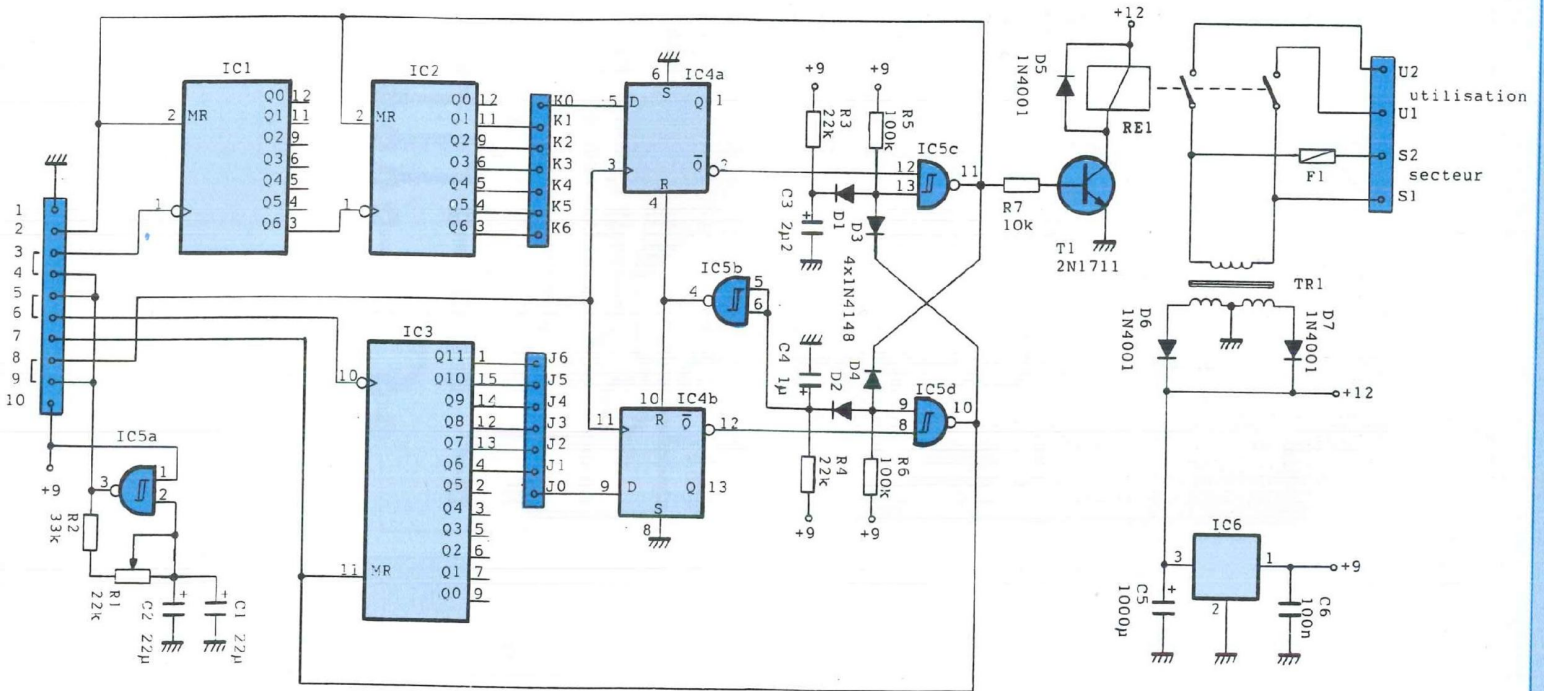 IC1
2 MR
1
Q0 12
Q1 11
Q2 9
Q3 6
Q4 5
Q5 4
Q6 3
IC2
2 MR
1
Q0 12
Q1 11
Q2 9
Q3 6
Q4 5
Q5 4
Q6 3
K0
K1
K2
K3
K4
K5
K6
IC4a
6
S
5 D
Q 1
3
R
4
+9
R3
22k
+9
R5
100k
IC5c
12
13
11
C3 2µ2
+
D1
D3
4x1N4148
R7
10k
T1
2N1711
+12
D5
1N4001
RE1
U2
utilisation
U1
S2
secteur
S1
F1
TR1
D6
1N4001
D7
1N4001
+12
IC6
3
1
2
+9
C5
1000µ
+
C6
100n
1
2
3
4
5
6
7
8
9
10
IC5a
3
1
2
+9
R2
33k
R1
22k
+
C2 22µ
+
C1 22µ
IC3
10
Q11 1
Q10 15
Q9 14
Q8 12
Q7 13
Q6 4
Q5 2
Q4 3
Q3 5
Q2 6
Q1 7
Q0 9
11 MR
J6
J5
J4
J3
J2
J1
J0
IC5b
4
5
6
C4 1µ
+
D2
D4
IC4b
10
R
Q
12
11
9 D
Q 13
S
8
IC5d
9
8
10
R4
22k
+9
R6
100k
+9